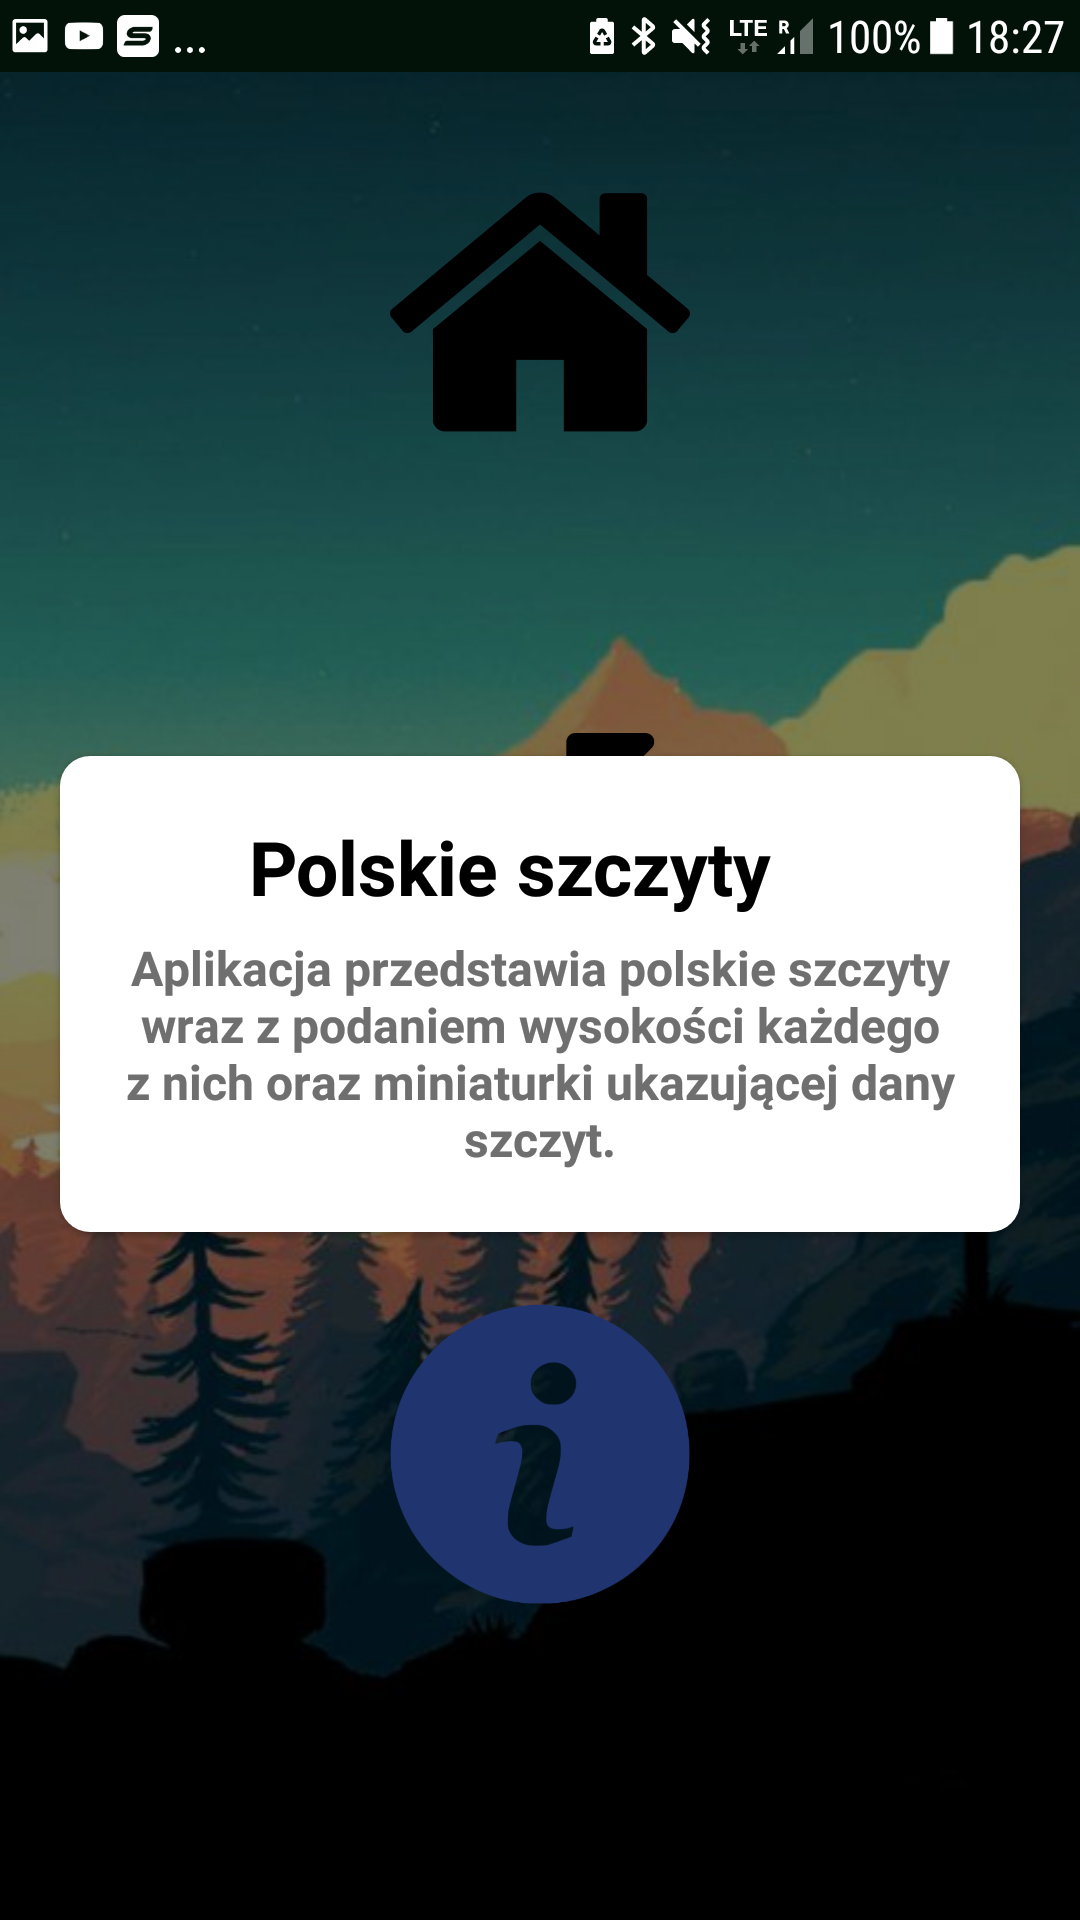 ... LTE R 100% 18:27
Polskie szczyty
Aplikacja przedstawia polskie szczyty
wraz z podaniem wysokości każdego
z nich oraz miniaturki ukazującej dany
szczyt.